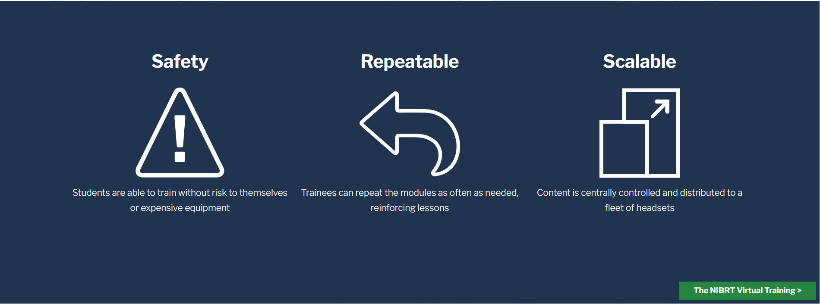 Safety
Students are able to train without risk to themselves
or expensive equipment
Repeatable
Trainees can repeat the modules as often as needed,
reinforcing lessons
Scalable
Content is centrally controlled and distributed to a
fleet of headsets
The NIBRT Virtual Training >